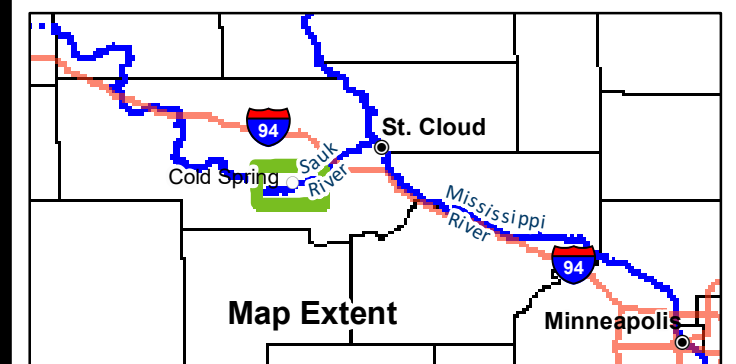 94
St. Cloud
Sauk
River
Cold Spring
Mississippi
River
94
Map Extent
Minneapolis